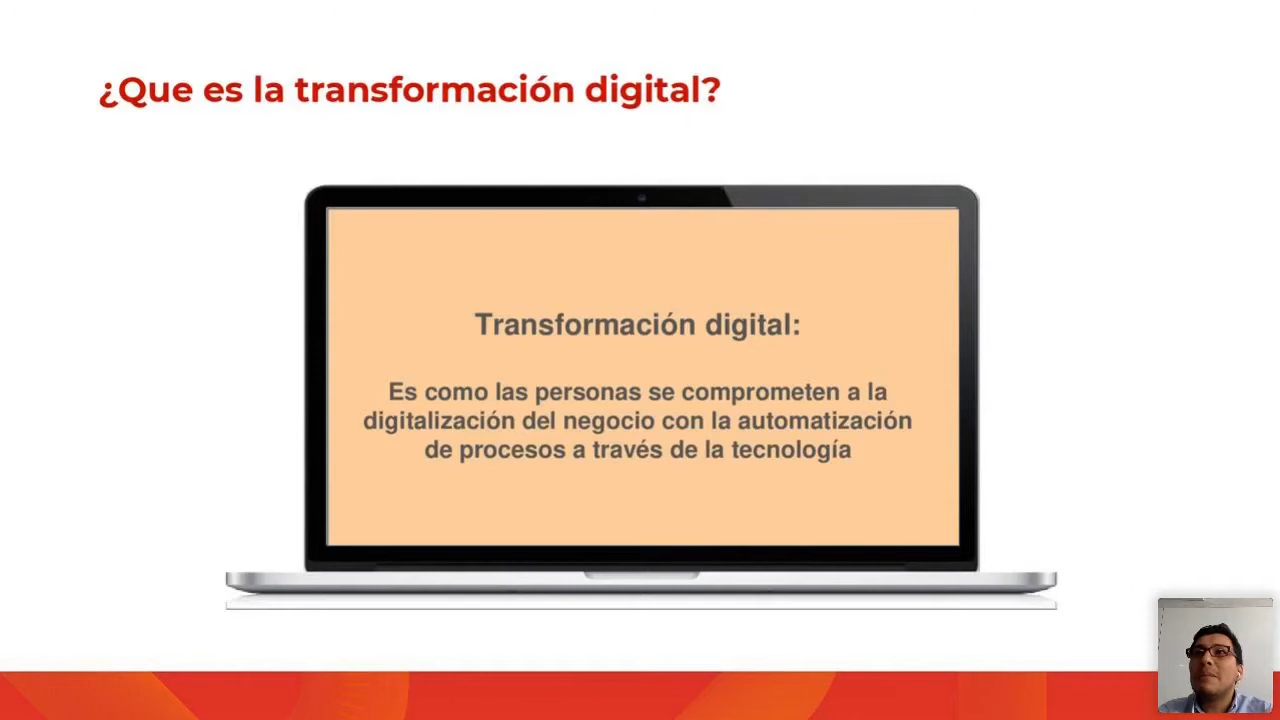 ¿Que es la transformación digital?
Transformación digital:
Es como las personas se comprometen a la
digitalización del negocio con la automatización
de procesos a través de la tecnología